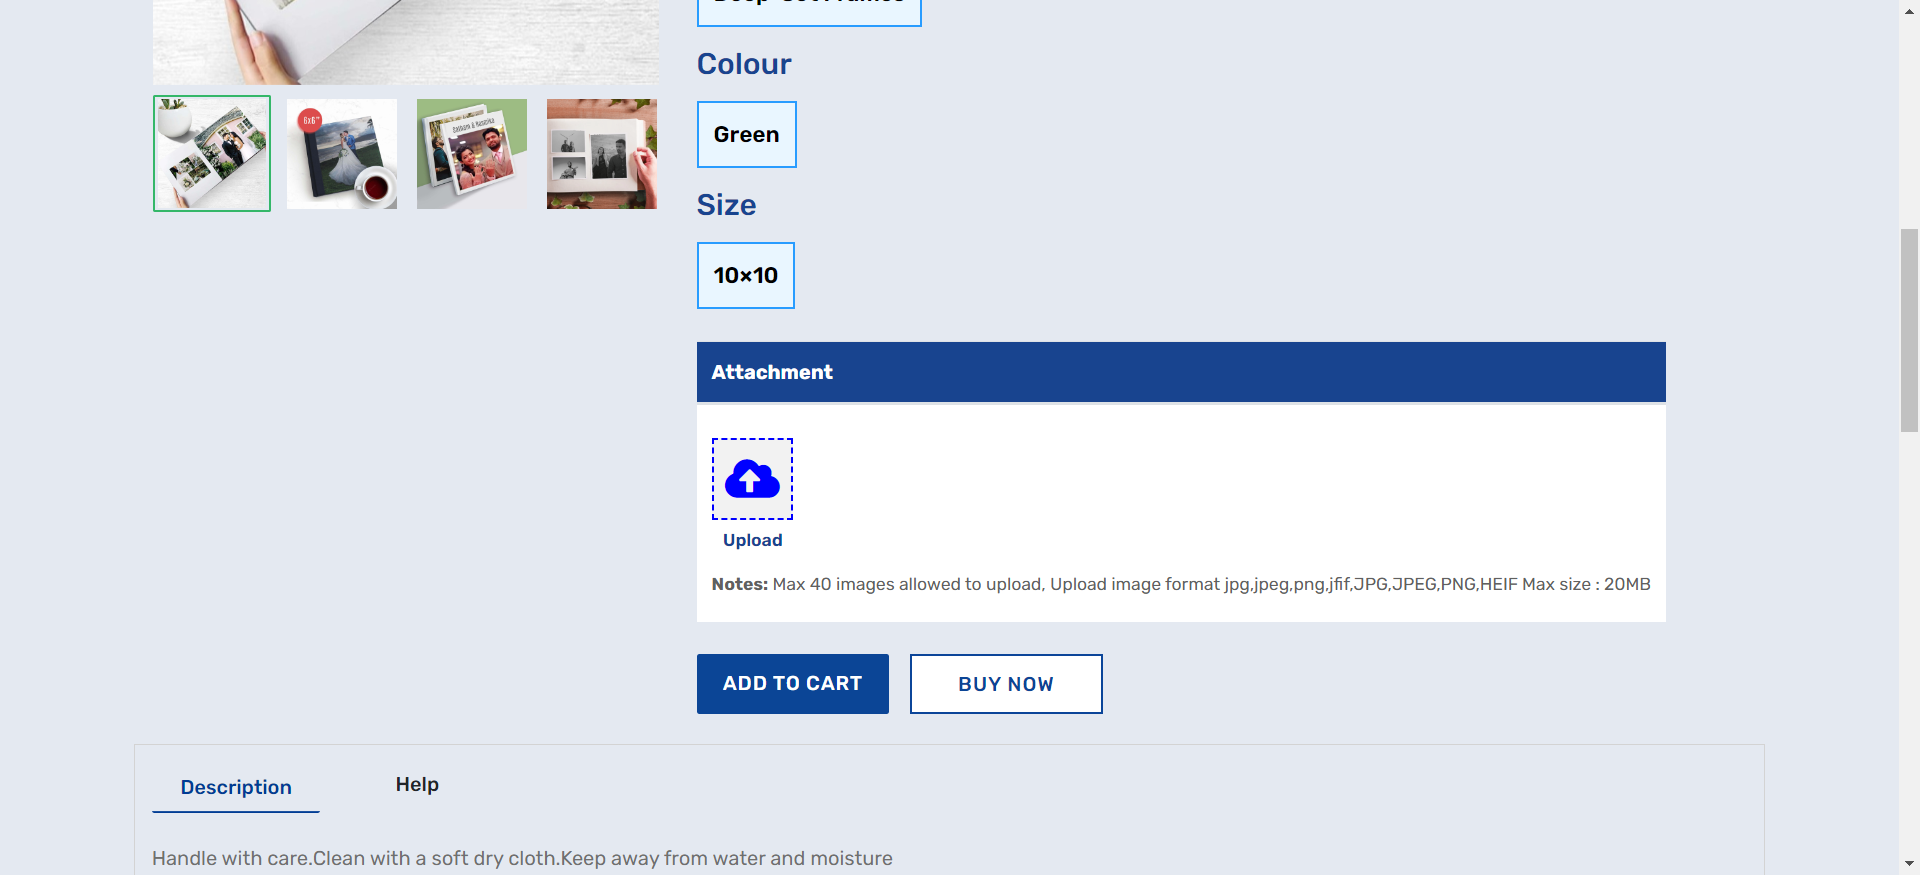 Colour
Green
Size
10×10
Attachment
Upload
Notes: Max 40 images allowed to upload, Upload image format jpg,jpeg,png,jfif,JPG,JPEG,PNG,HEIF Max size : 20MB
ADD TO CART
BUY NOW
Description
Help
Handle with care.Clean with a soft dry cloth.Keep away from water and moisture
6x6"